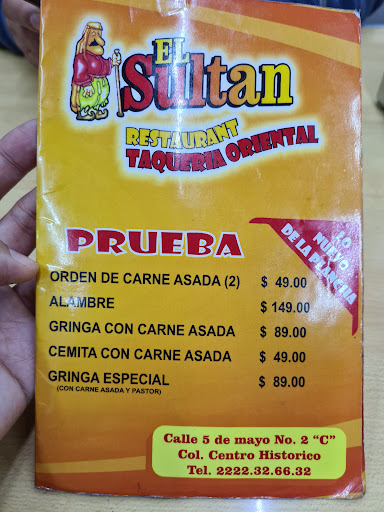 EL
Sultan
RESTAURANT
TAQUERIA ORIENTAL
LO
NUEVO
DE LA PLANCHA
PRUEBA
ORDEN DE CARNE ASADA (2) $ 49.00
ALAMBRE $ 149.00
GRINGA CON CARNE ASADA $ 89.00
CEMITA CON CARNE ASADA $ 49.00
GRINGA ESPECIAL $ 89.00
(CON CARNE ASADA Y PASTOR)
Calle 5 de mayo No. 2 “C”
Col. Centro Historico
Tel. 2222.32.66.32